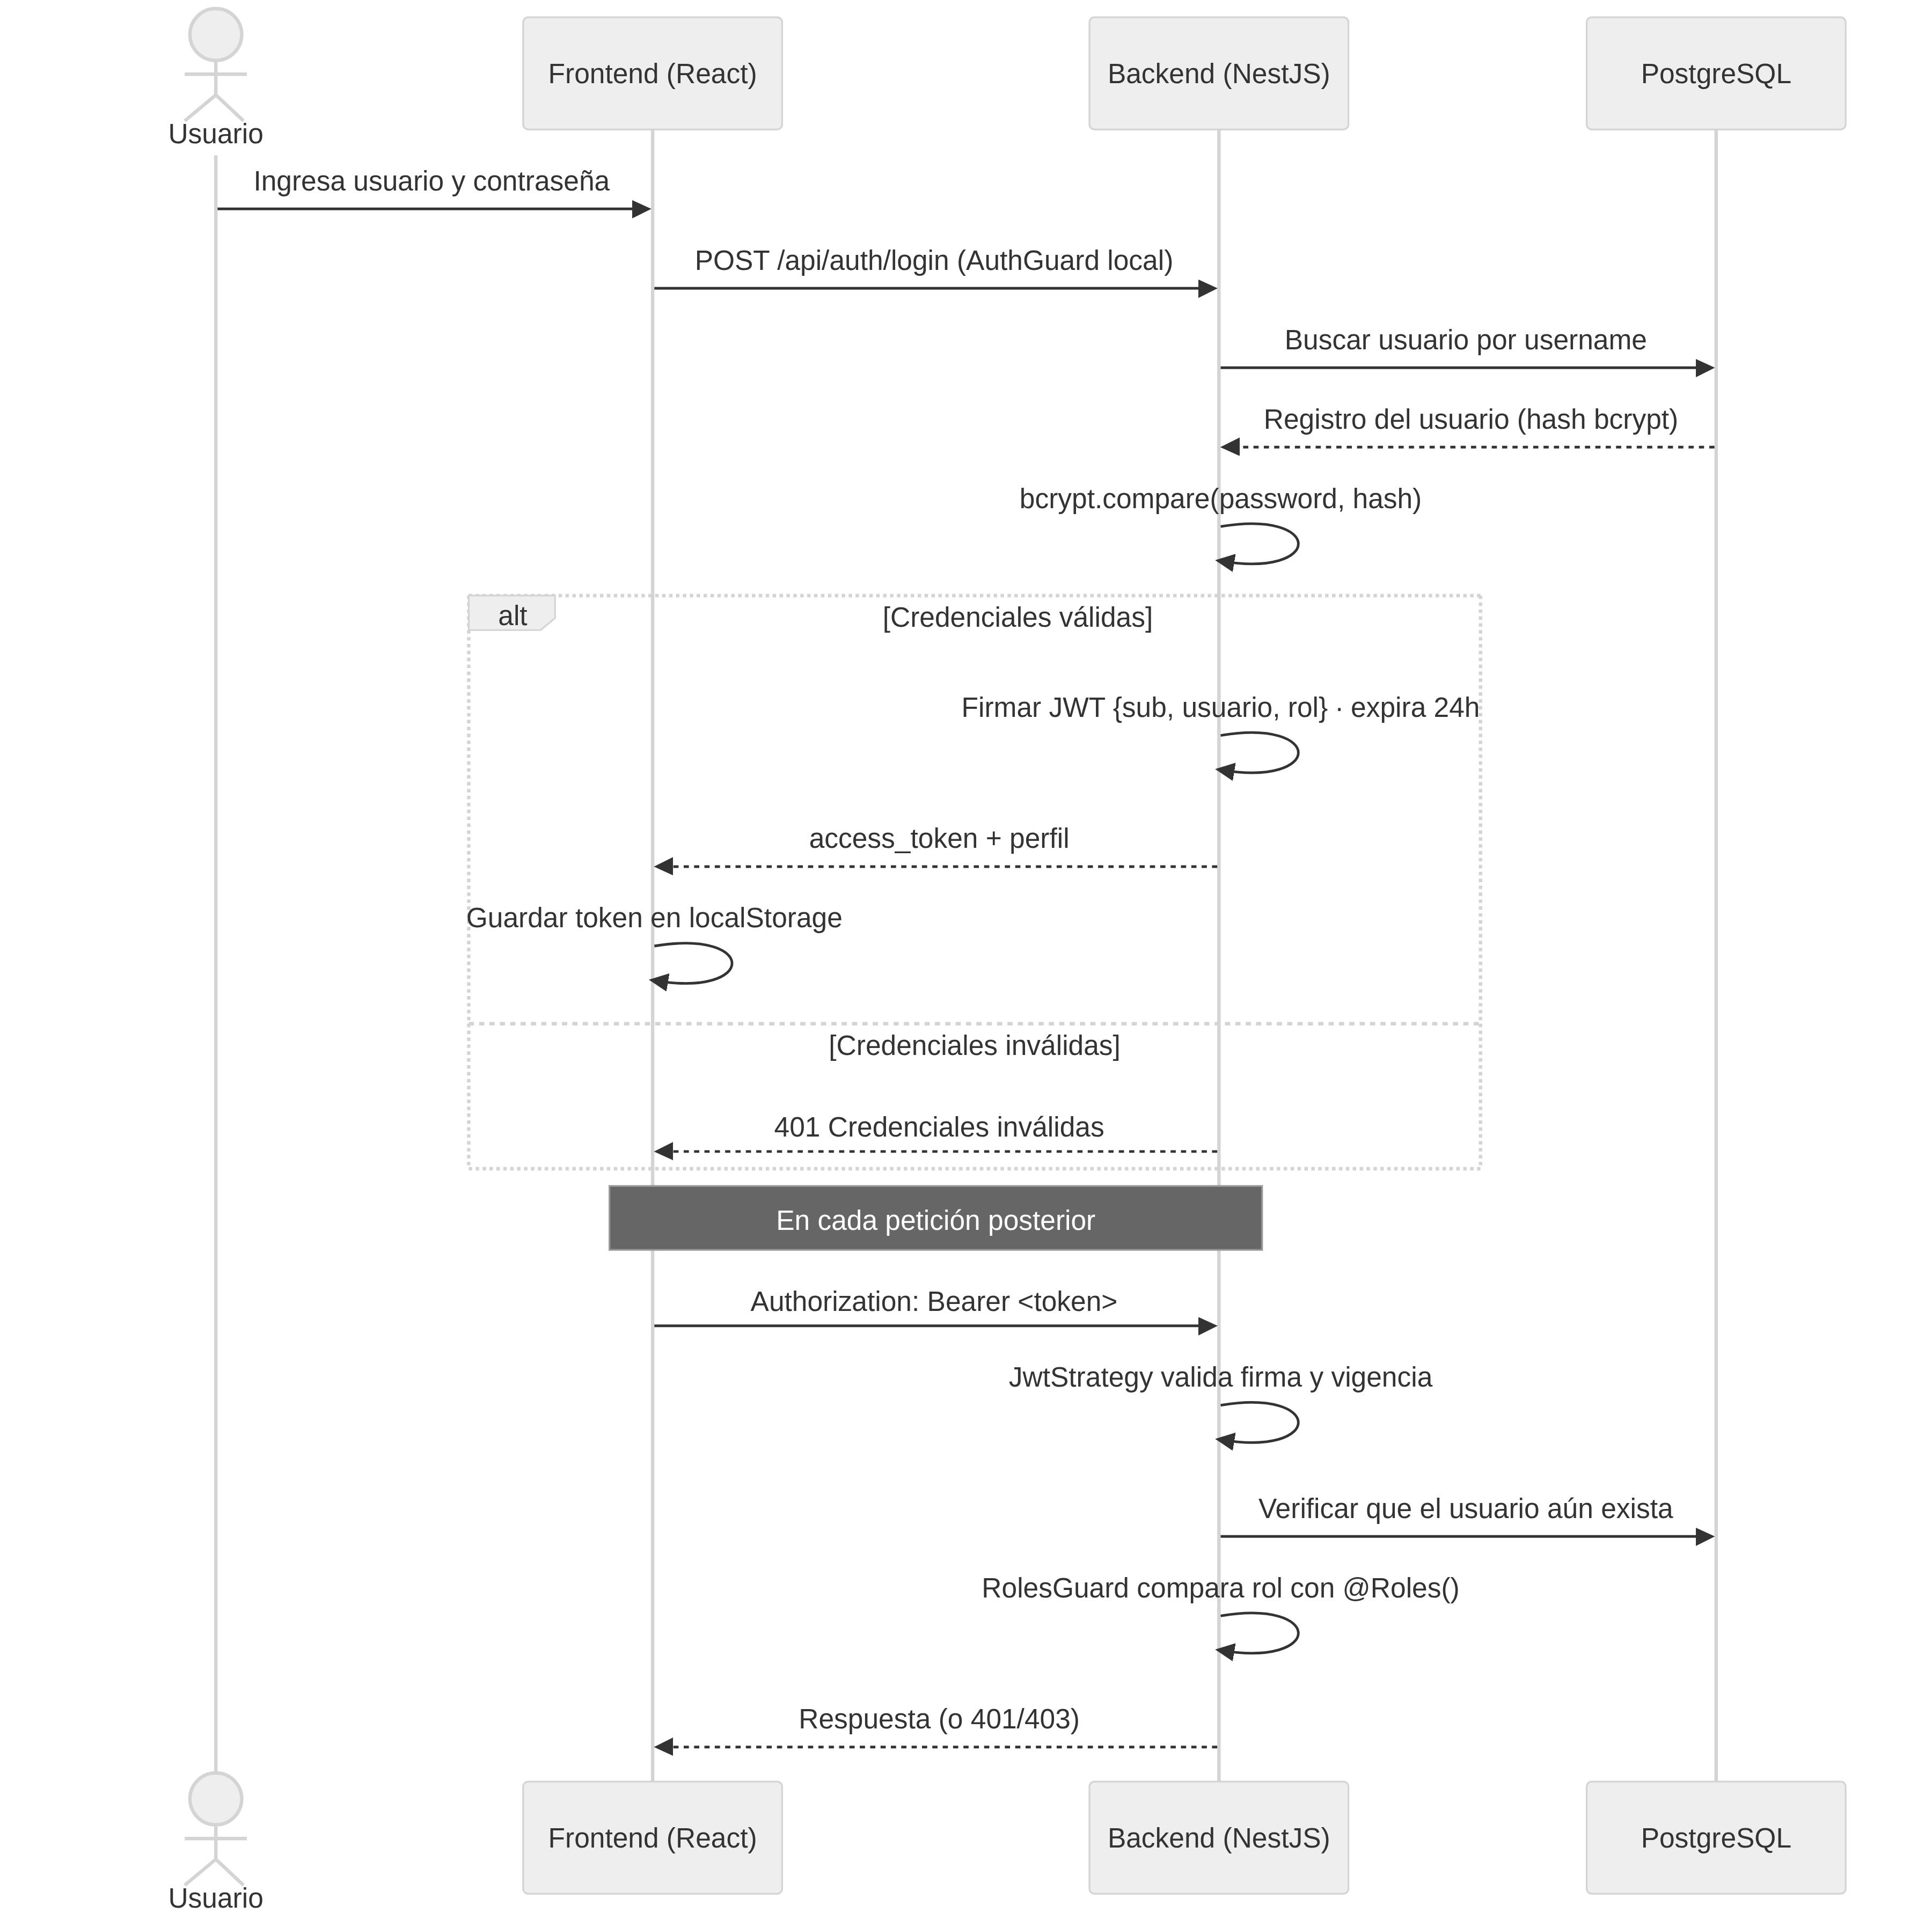 Usuario
Frontend (React)
Backend (NestJS)
PostgreSQL
Ingresa usuario y contraseña
POST /api/auth/login (AuthGuard local)
Buscar usuario por username
Registro del usuario (hash bcrypt)
bcrypt.compare(password, hash)
alt
[Credenciales válidas]
Firmar JWT {sub, usuario, rol} · expira 24h
access_token + perfil
Guardar token en localStorage
[Credenciales inválidas]
401 Credenciales inválidas
En cada petición posterior
Authorization: Bearer <token>
JwtStrategy valida firma y vigencia
Verificar que el usuario aún exista
RolesGuard compara rol con @Roles()
Respuesta (o 401/403)
Usuario
Frontend (React)
Backend (NestJS)
PostgreSQL